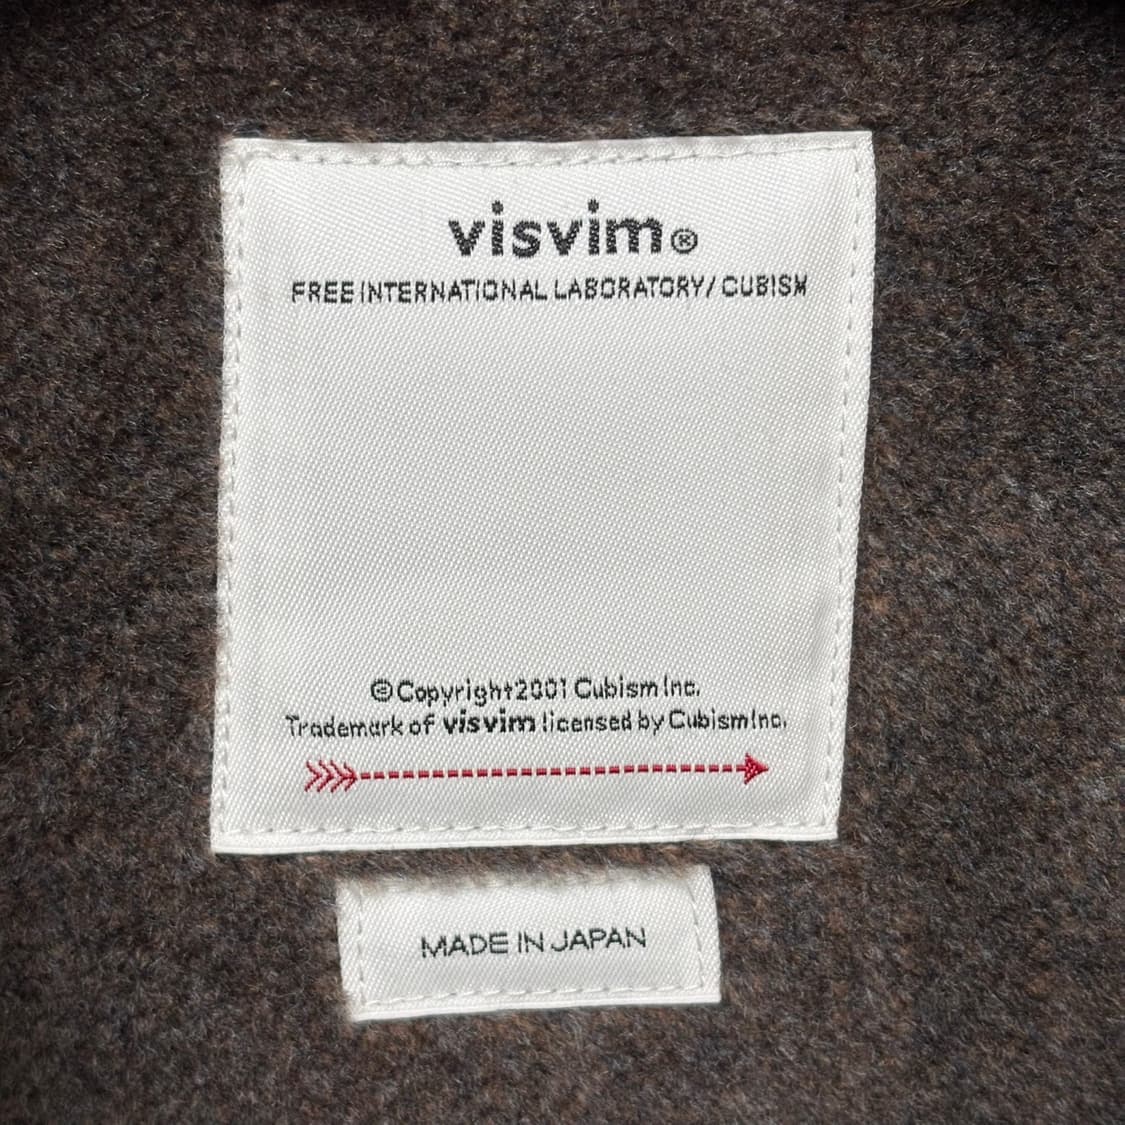 visvim®
FREE INTERNATIONAL LABORATORY/ CUBISM
©Copyright2001 Cubism Inc.
Trademark of visvim licensed by Cubism Inc.
MADE IN JAPAN